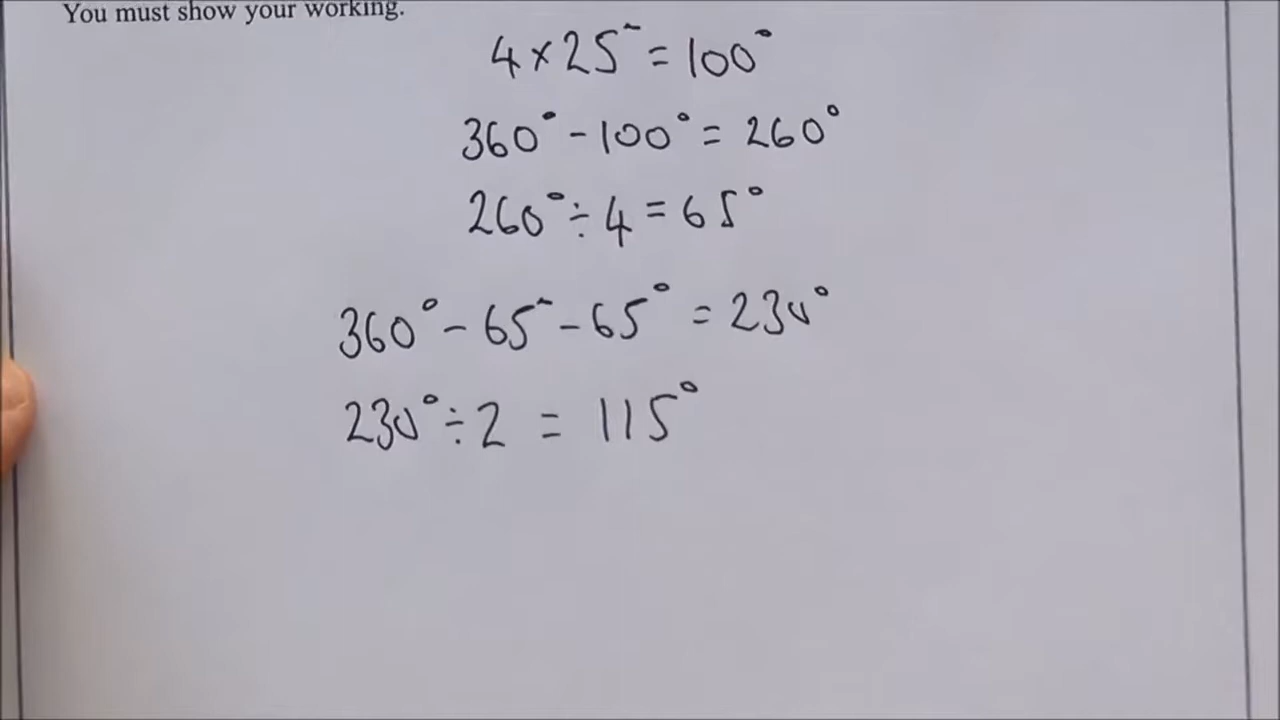 You must show your working.
4 × 25° = 100°
360° - 100° = 260°
260° ÷ 4 = 65°
360° - 65° - 65° = 230°
230° ÷ 2 = 115°